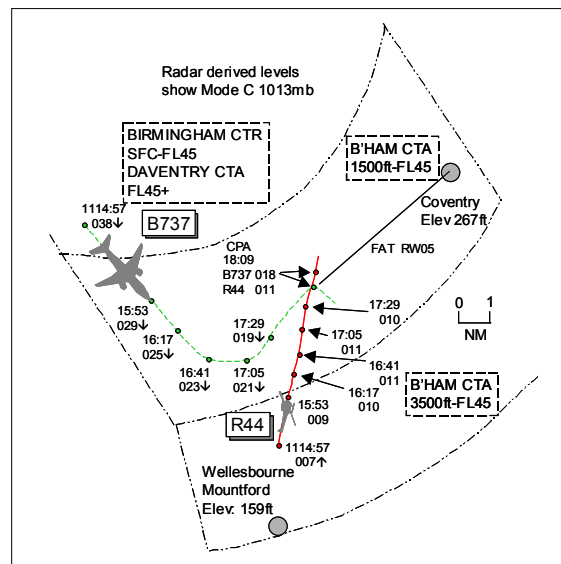 Radar derived levels
show Mode C 1013mb
BIRMINGHAM CTR
SFC-FL45
DAVENTRY CTA
FL45+
B'HAM CTA
1500ft-FL45
1114:57
038↓
B737
Coventry
Elev 267ft
CPA
18:09
B737 018
R44 011
FAT RW05
15:53
029↓
17:29
019↓
17:29
010
0 1
NM
16:17
025↓
17:05
011
16:41
023↓
17:05
021↓
16:41
011
B'HAM CTA
3500ft-FL45
16:17
010
15:53
009
R44
1114:57
007↑
Wellesbourne
Mountford
Elev: 159ft